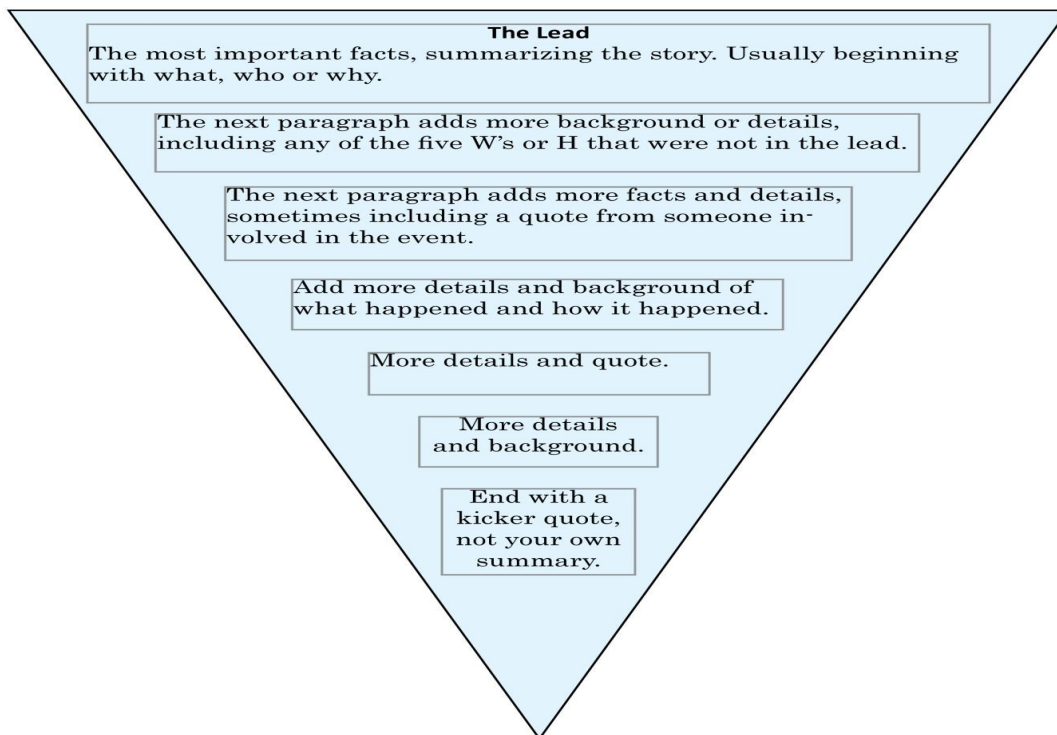 The Lead
The most important facts, summarizing the story. Usually beginning
with what, who or why.
The next paragraph adds more background or details,
including any of the five W's or H that were not in the lead.
The next paragraph adds more facts and details,
sometimes including a quote from someone in-
volved in the event.
Add more details and background of
what happened and how it happened.
More details and quote.
More details
and background.
End with a
kicker quote,
not your own
summary.